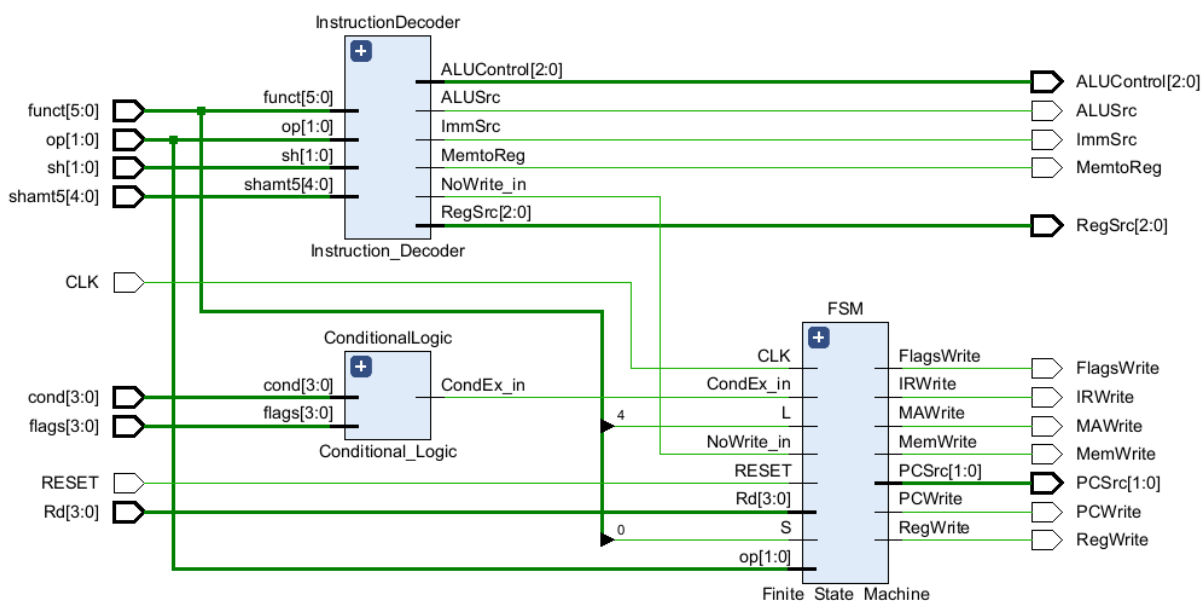 InstructionDecoder
funct[5:0]
op[1:0]
sh[1:0]
shamt5[4:0]
funct[5:0]
op[1:0]
sh[1:0]
shamt5[4:0]
ALUControl[2:0]
ALUSrc
ImmSrc
MemtoReg
NoWrite_in
RegSrc[2:0]
ALUControl[2:0]
ALUSrc
ImmSrc
MemtoReg
RegSrc[2:0]
Instruction_Decoder
CLK
ConditionalLogic
cond[3:0]
flags[3:0]
cond[3:0]
flags[3:0]
CondEx_in
Conditional_Logic
RESET
Rd[3:0]
4
0
FSM
CLK
CondEx_in
L
NoWrite_in
RESET
Rd[3:0]
S
op[1:0]
FlagsWrite
IRWrite
MAWrite
MemWrite
PCSrc[1:0]
PCWrite
RegWrite
FlagsWrite
IRWrite
MAWrite
MemWrite
PCSrc[1:0]
PCWrite
RegWrite
Finite_State_Machine